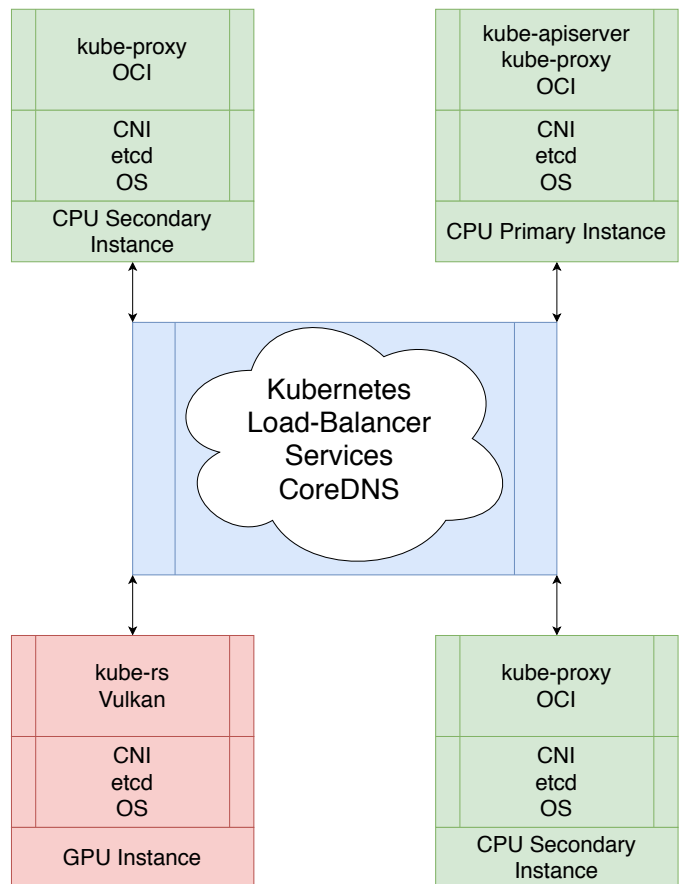 kube-proxy
OCI
CNI
etcd
OS
CPU Secondary
Instance
kube-apiserver
kube-proxy
OCI
CNI
etcd
OS
CPU Primary Instance
Kubernetes
Load-Balancer
Services
CoreDNS
kube-rs
Vulkan
CNI
etcd
OS
GPU Instance
kube-proxy
OCI
CNI
etcd
OS
CPU Secondary
Instance